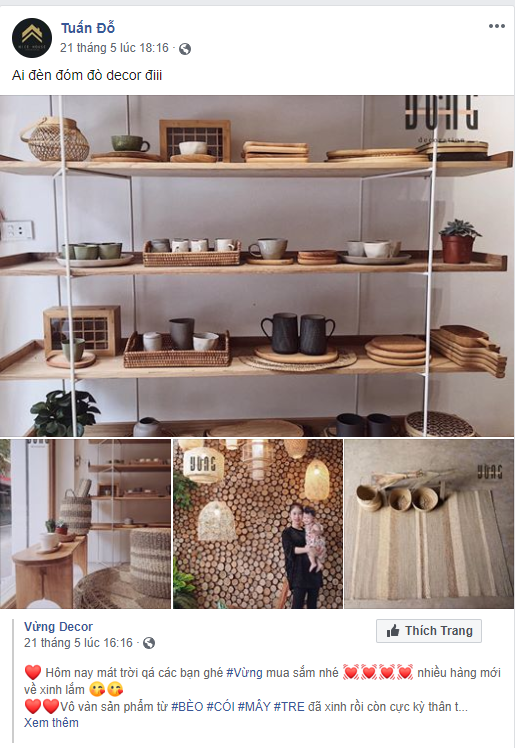 Tuấn Đỗ
21 tháng 5 lúc 18:16 ·
Ai đèn đóm đò decor điii
decoration
Vừng Decor
21 tháng 5 lúc 16:16 ·
Thích Trang
❤️ Hôm nay mát trời qá các bạn ghé #Vừng mua sắm nhé 💓💓💓💓 nhiều hàng mới
về xinh lắm 😋😋
❤️❤️Vô vàn sản phẩm từ #BÈO #CÓI #MÂY #TRE đã xinh rồi còn cực kỳ thân t...
Xem thêm